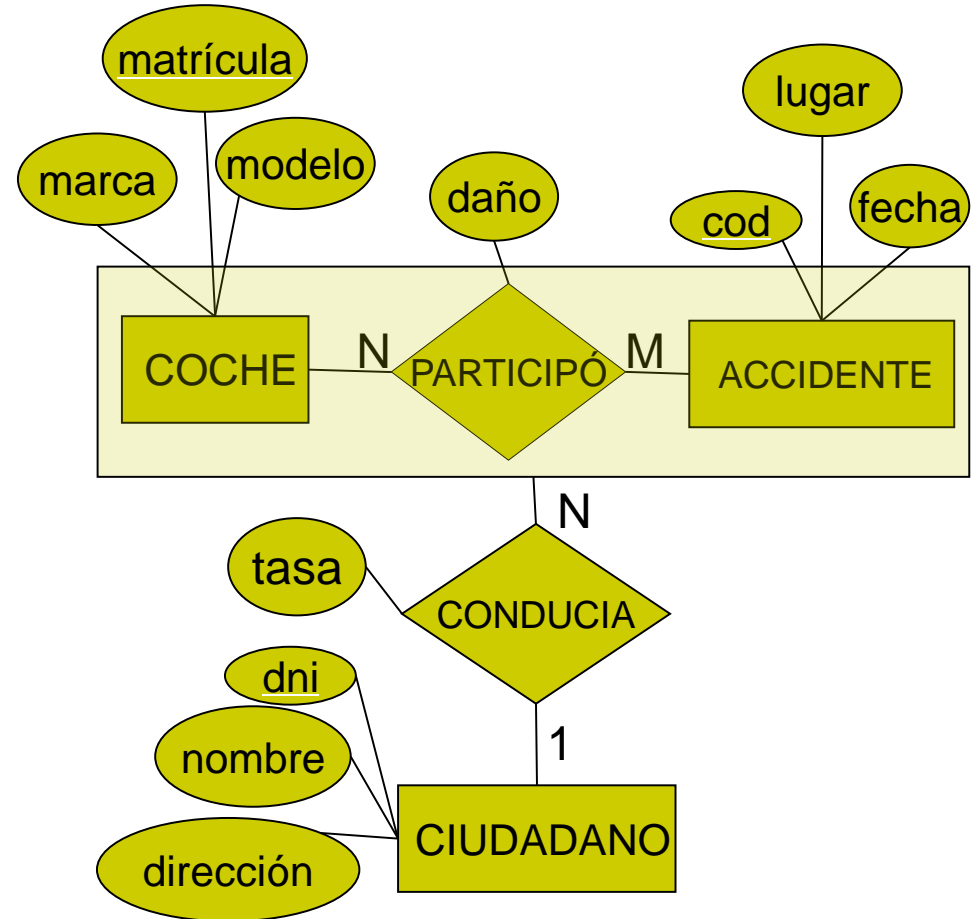 matrícula
lugar
marca
modelo
daño
cod
fecha
COCHE
N
PARTICIPÓ
M
ACCIDENTE
N
tasa
CONDUCIA
dni
1
nombre
CIUDADANO
dirección